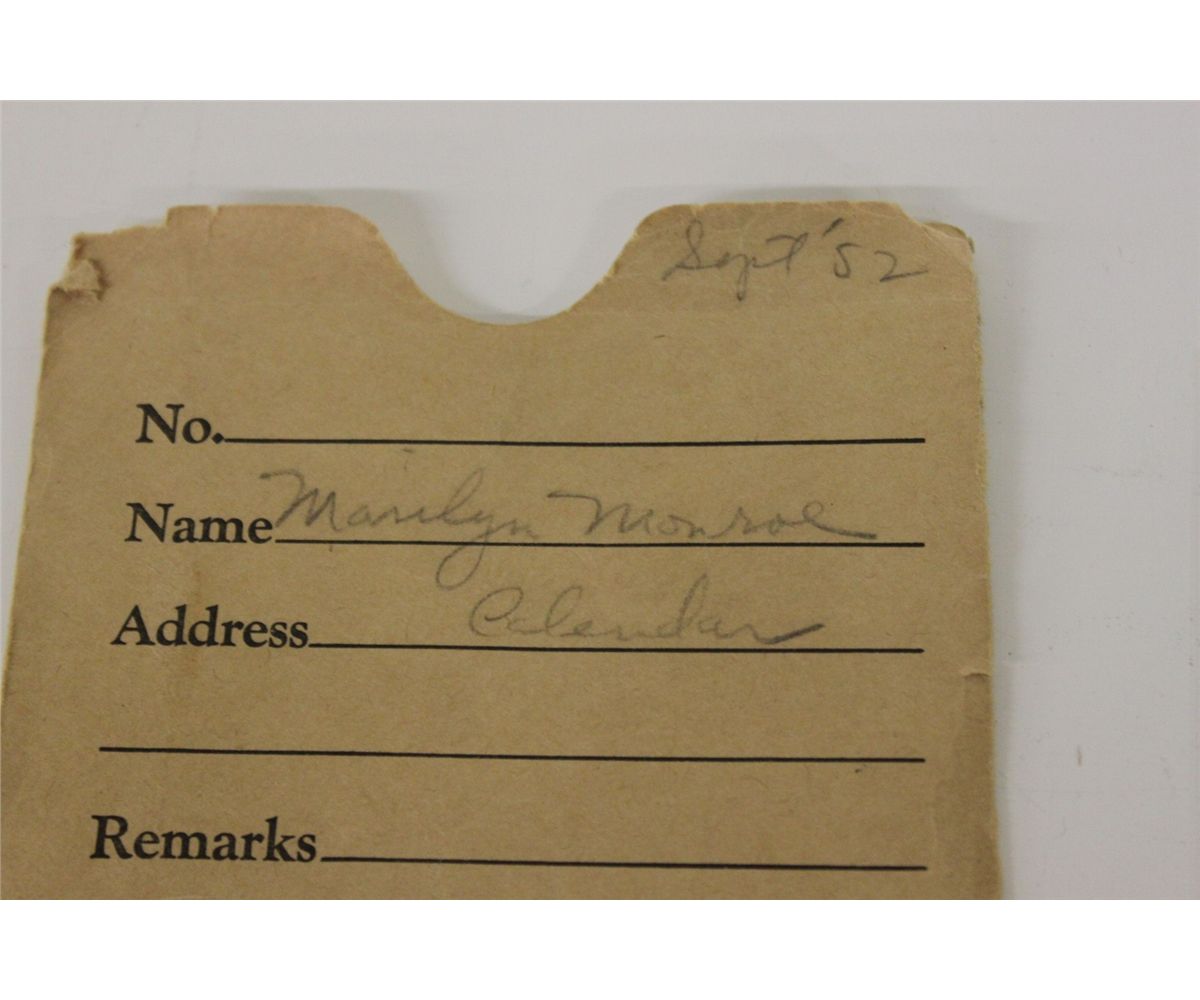 Sept '52
No.
Name Marilyn Monroe
Address Calendar
Remarks